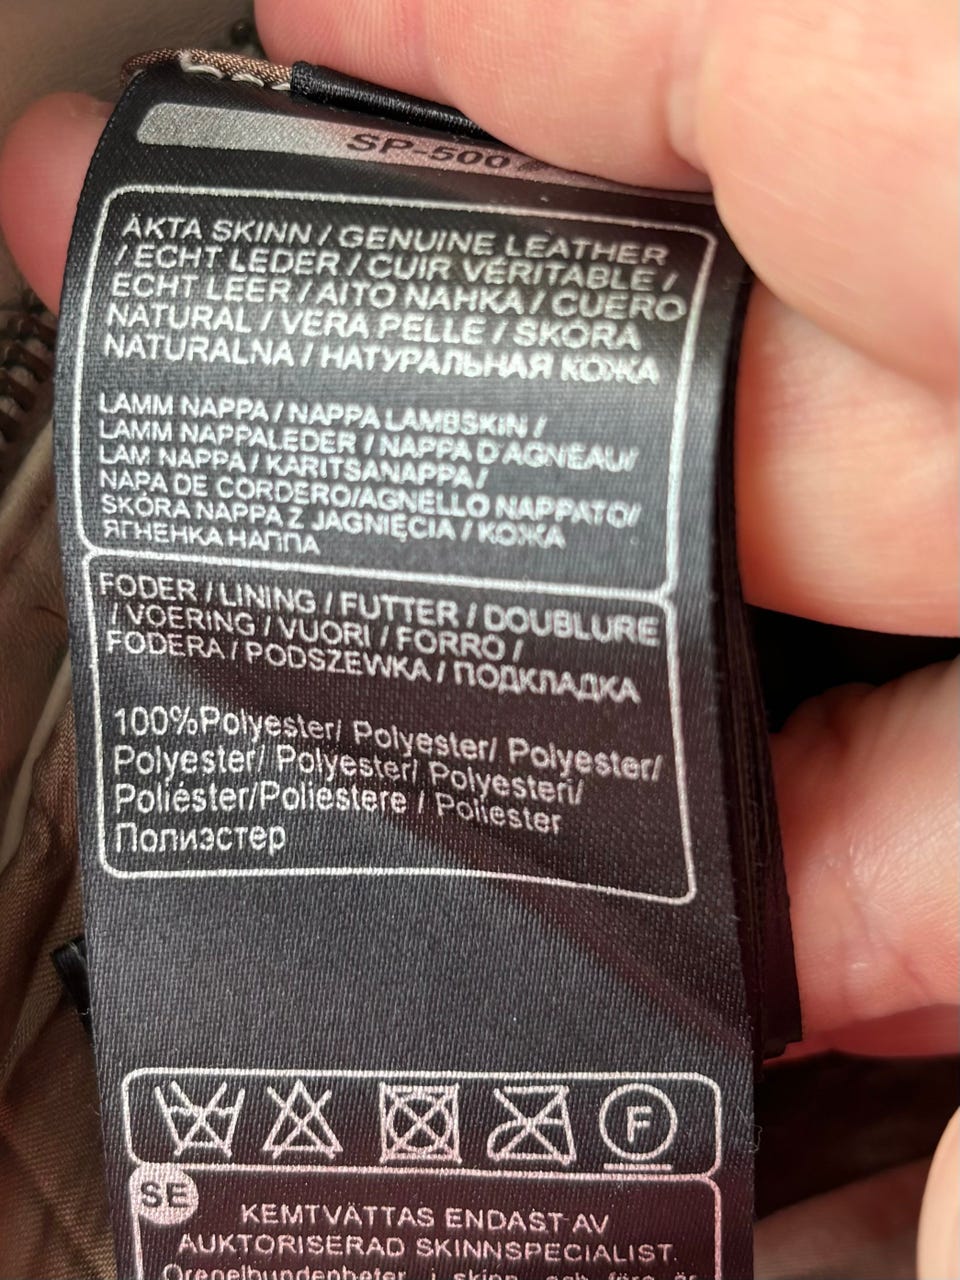 SP-500
ÄKTA SKINN / GENUINE LEATHER
/ ECHT LEDER / CUIR VÉRITABLE /
ECHT LEER / AITO NAHKA / CUERO
NATURAL / VERA PELLE / SKÓRA
NATURALNA / НАТУРАЛЬНАЯ КОЖА
LAMM NAPPA / NAPPA LAMBSKIN /
LAMM NAPPALEDER / NAPPA D'AGNEAU/
LAM NAPPA / KARITSANAPPA /
NAPA DE CORDERO/AGNELLO NAPPATO/
SKÓRA NAPPA Z JAGNIĘCIA / КОЖА
ЯГНЕНКА НАППА
FODER / LINING / FUTTER / DOUBLURE
/ VOERING / VUORI / FORRO /
FODERA / PODSZEWKA / ПОДКЛАДКА
100%Polyester/ Polyester/ Polyester/
Polyester/ Polyester/ Polyesteri/
Poliéster/Poliestere / Poliester
Полиэстер
F
SE
KEMTVÄTTAS ENDAST AV
AUKTORISERAD SKINNSPECIALIST.
i skinn och